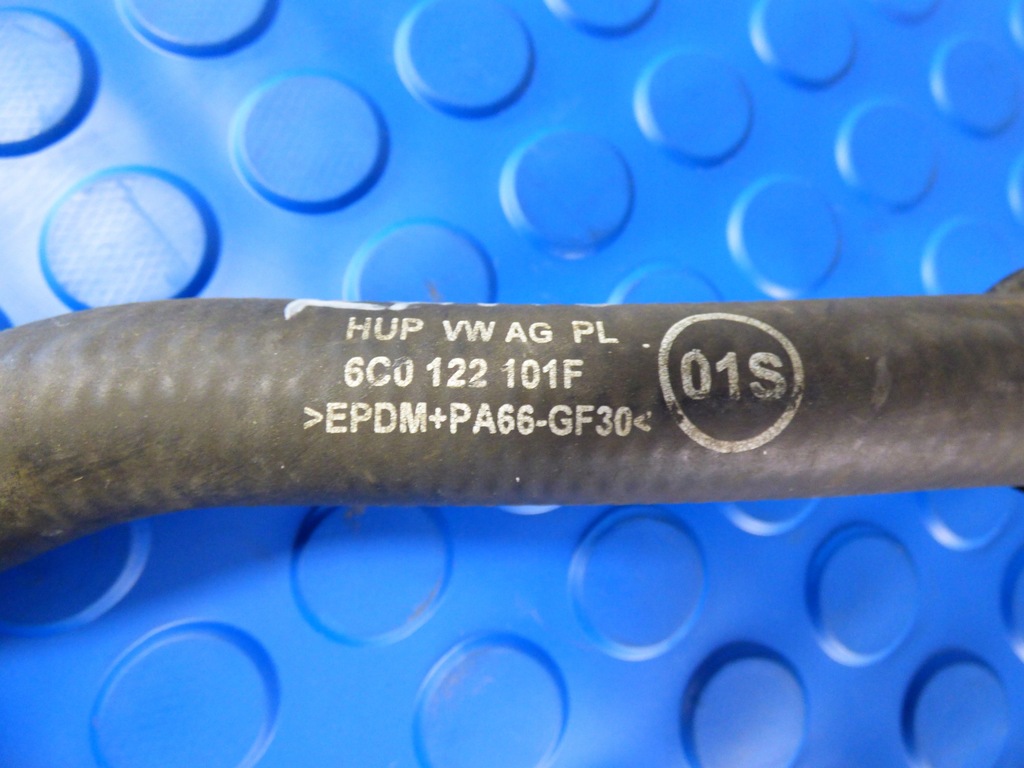 HUP VW AG PL
6C0 122 101F
>EPDM+PA66-GF30<
01S